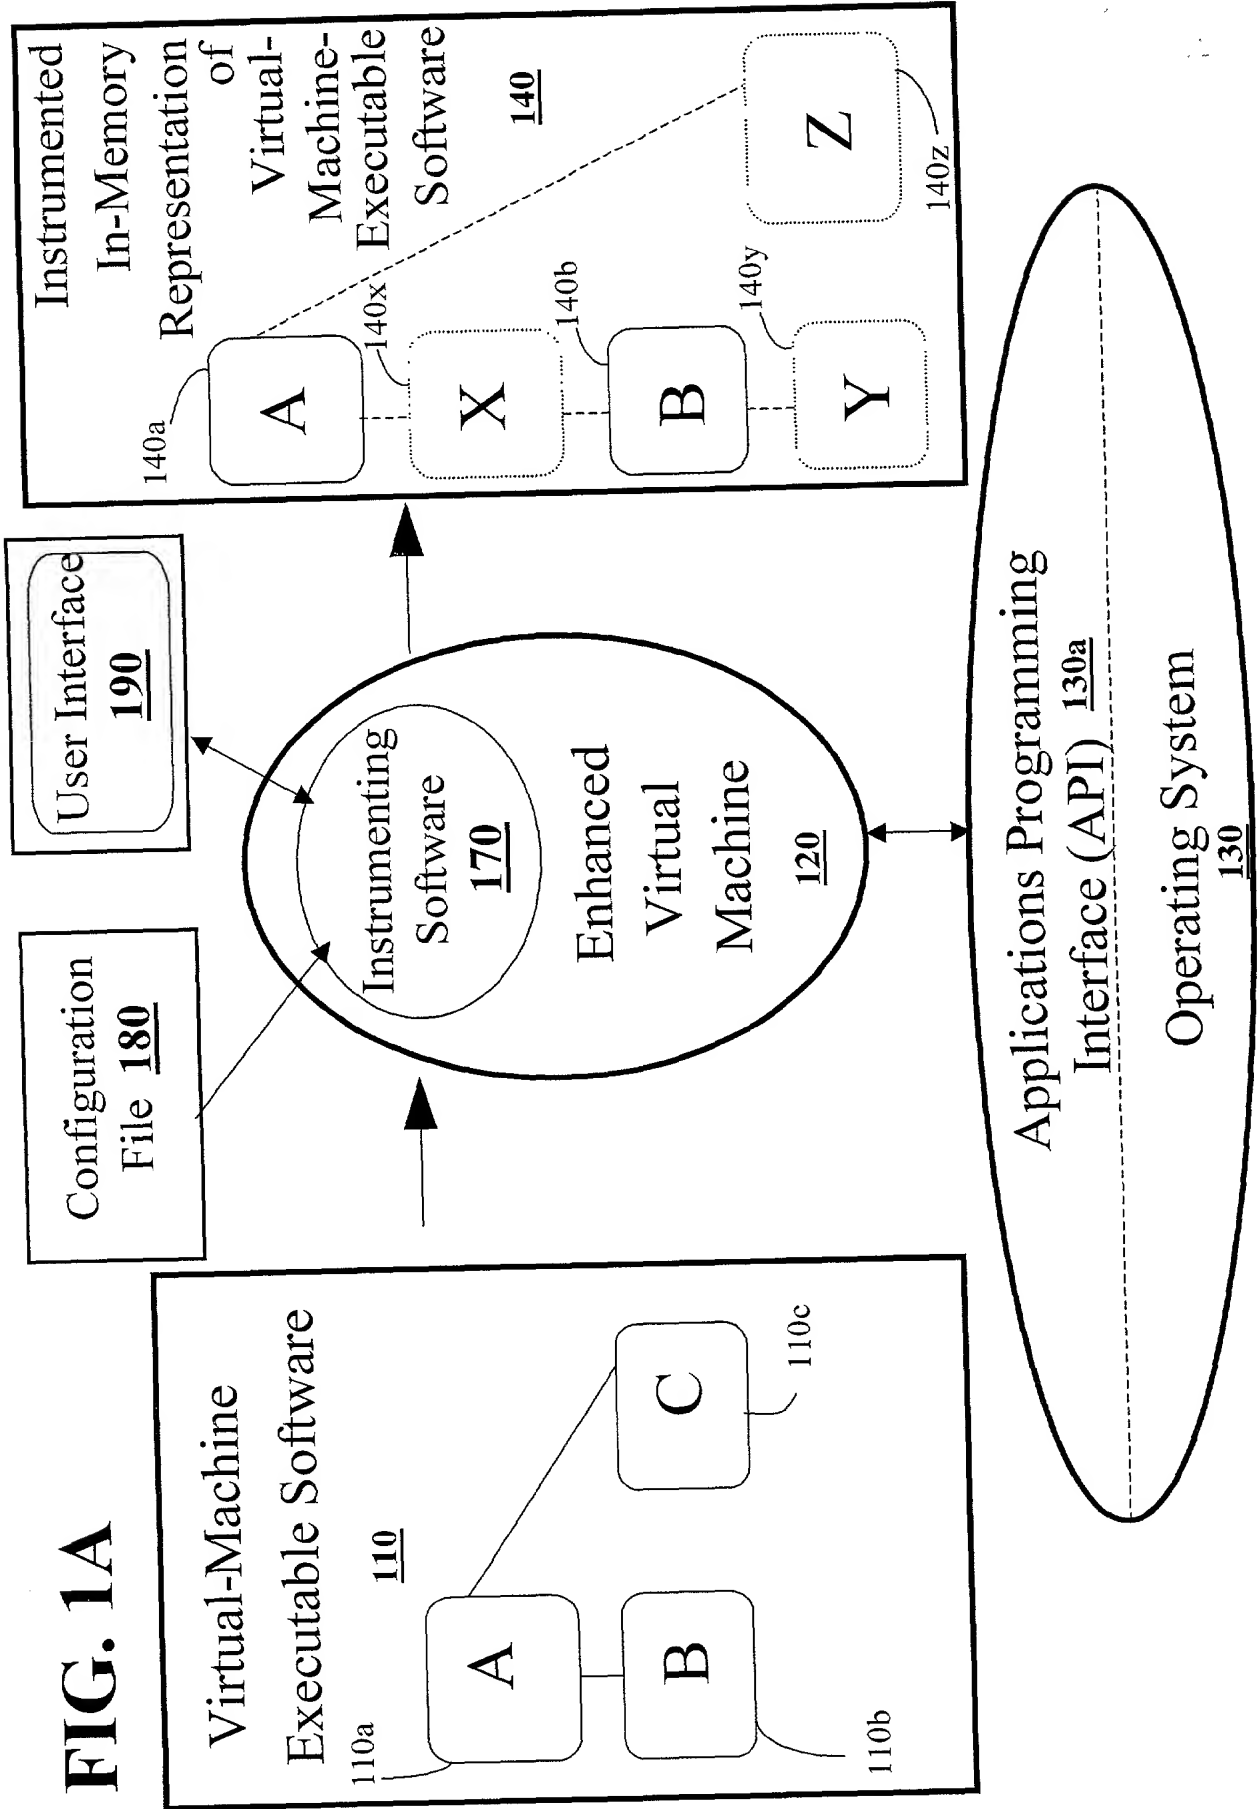 FIG. 1A
Virtual-Machine
Executable Software
110
110a
A
B
110b
C
110c
Configuration
File 180
User Interface
190
Instrumenting
Software
170
Enhanced
Virtual
Machine
120
Instrumented
In-Memory
Representation
of
Virtual-
Machine-
Executable
Software
140
140a
A
140x
X
140b
B
140y
Y
Z
140z
Applications Programming
Interface (API) 130a
Operating System
130